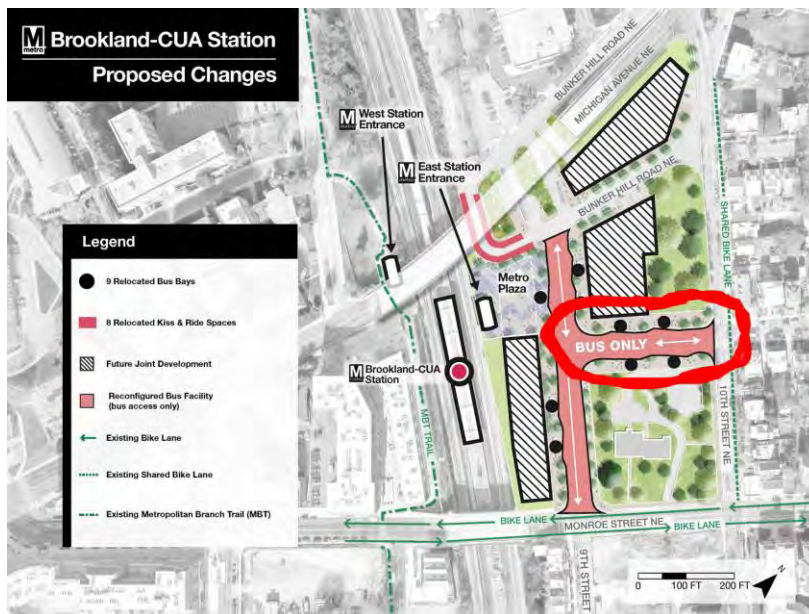 M
metro
Brookland-CUA Station
Proposed Changes
BUNKER HILL ROAD NE
MICHIGAN AVENUE NE
M
metro
West Station
Entrance
M
metro
East Station
Entrance
BUNKER HILL ROAD NE
SHARED BIKE LANE
Legend
9 Relocated Bus Bays
8 Relocated Kiss & Ride Spaces
Future Joint Development
Reconfigured Bus Facility
(bus access only)
Existing Bike Lane
Existing Shared Bike Lane
Existing Metropolitan Branch Trail (MBT)
Metro
Plaza
BUS ONLY
M
metro
Brookland-CUA
Station
MBT TRAIL
10TH STREET NE
BIKE LANE
MONROE STREET NE
BIKE LANE
9TH STREET
N
0 100 FT 200 FT